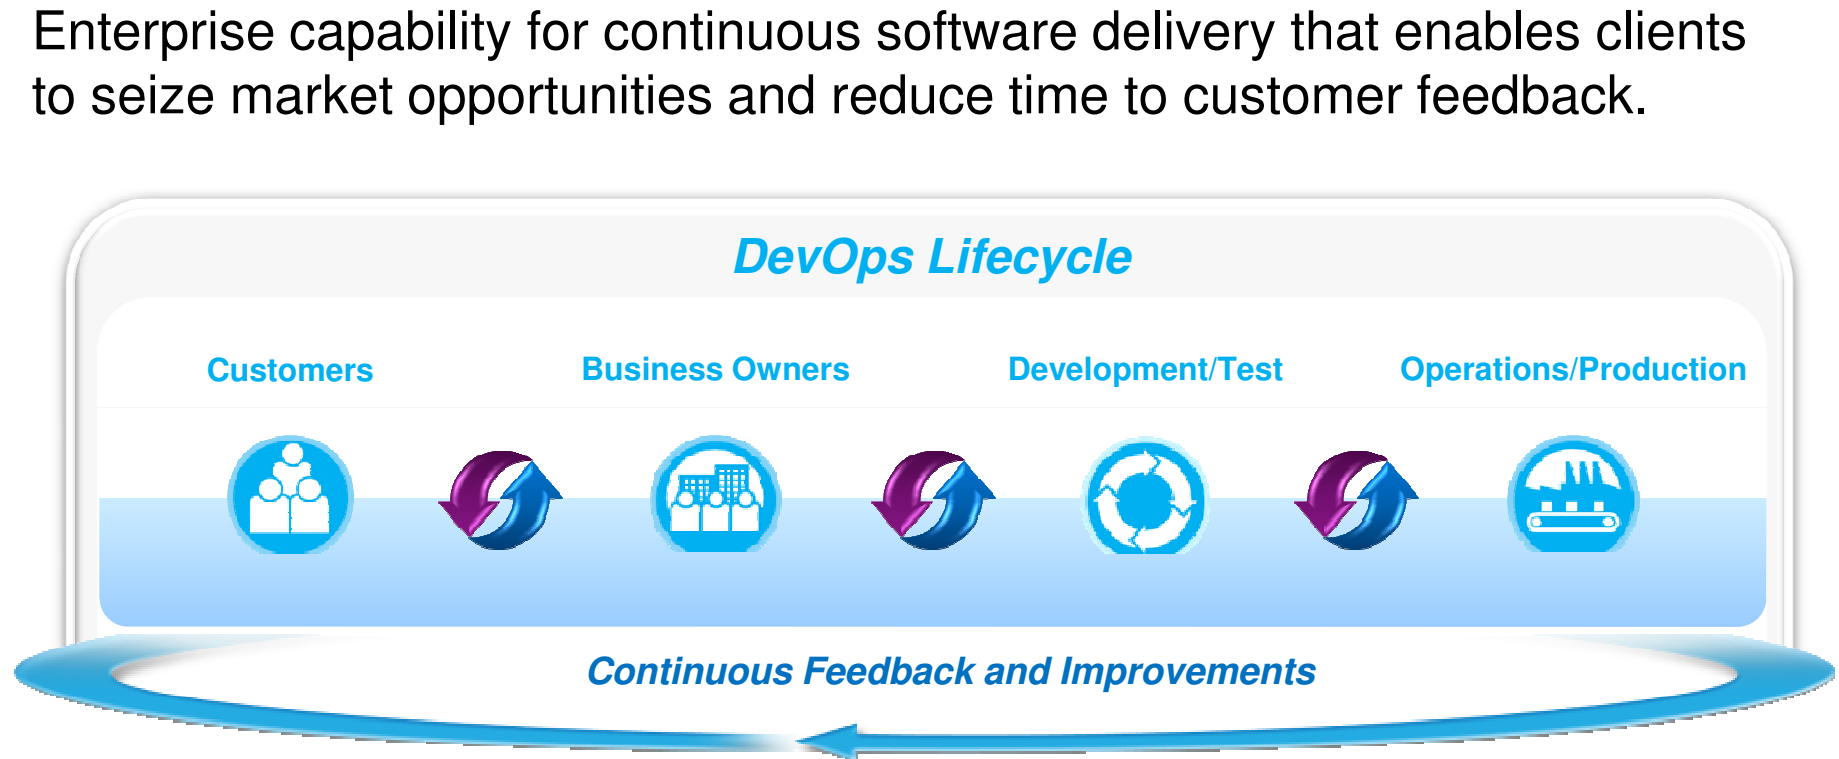 Enterprise capability for continuous software delivery that enables clients
to seize market opportunities and reduce time to customer feedback.
DevOps Lifecycle
Customers
Business Owners
Development/Test
Operations/Production
Continuous Feedback and Improvements